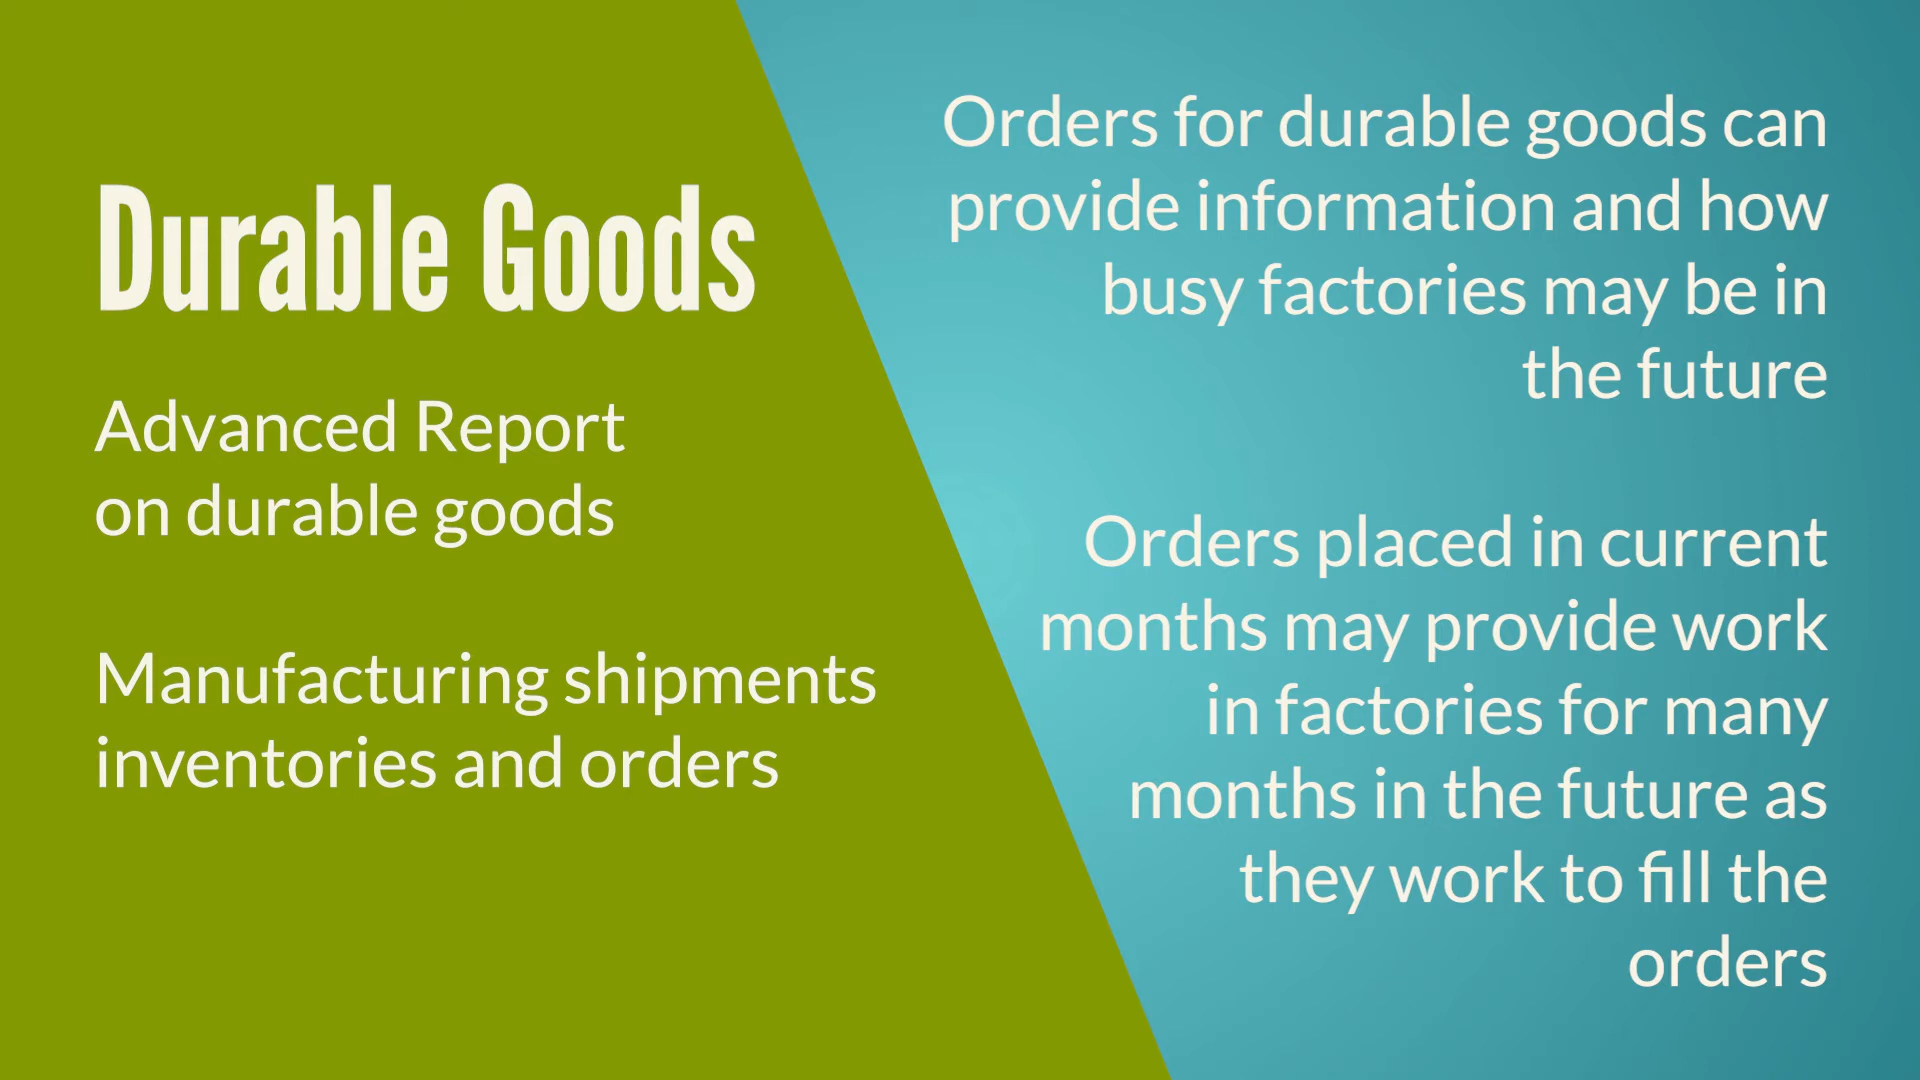 Durable Goods
Advanced Report
on durable goods
Manufacturing shipments
inventories and orders
Orders for durable goods can
provide information and how
busy factories may be in
the future
Orders placed in current
months may provide work
in factories for many
months in the future as
they work to fill the
orders